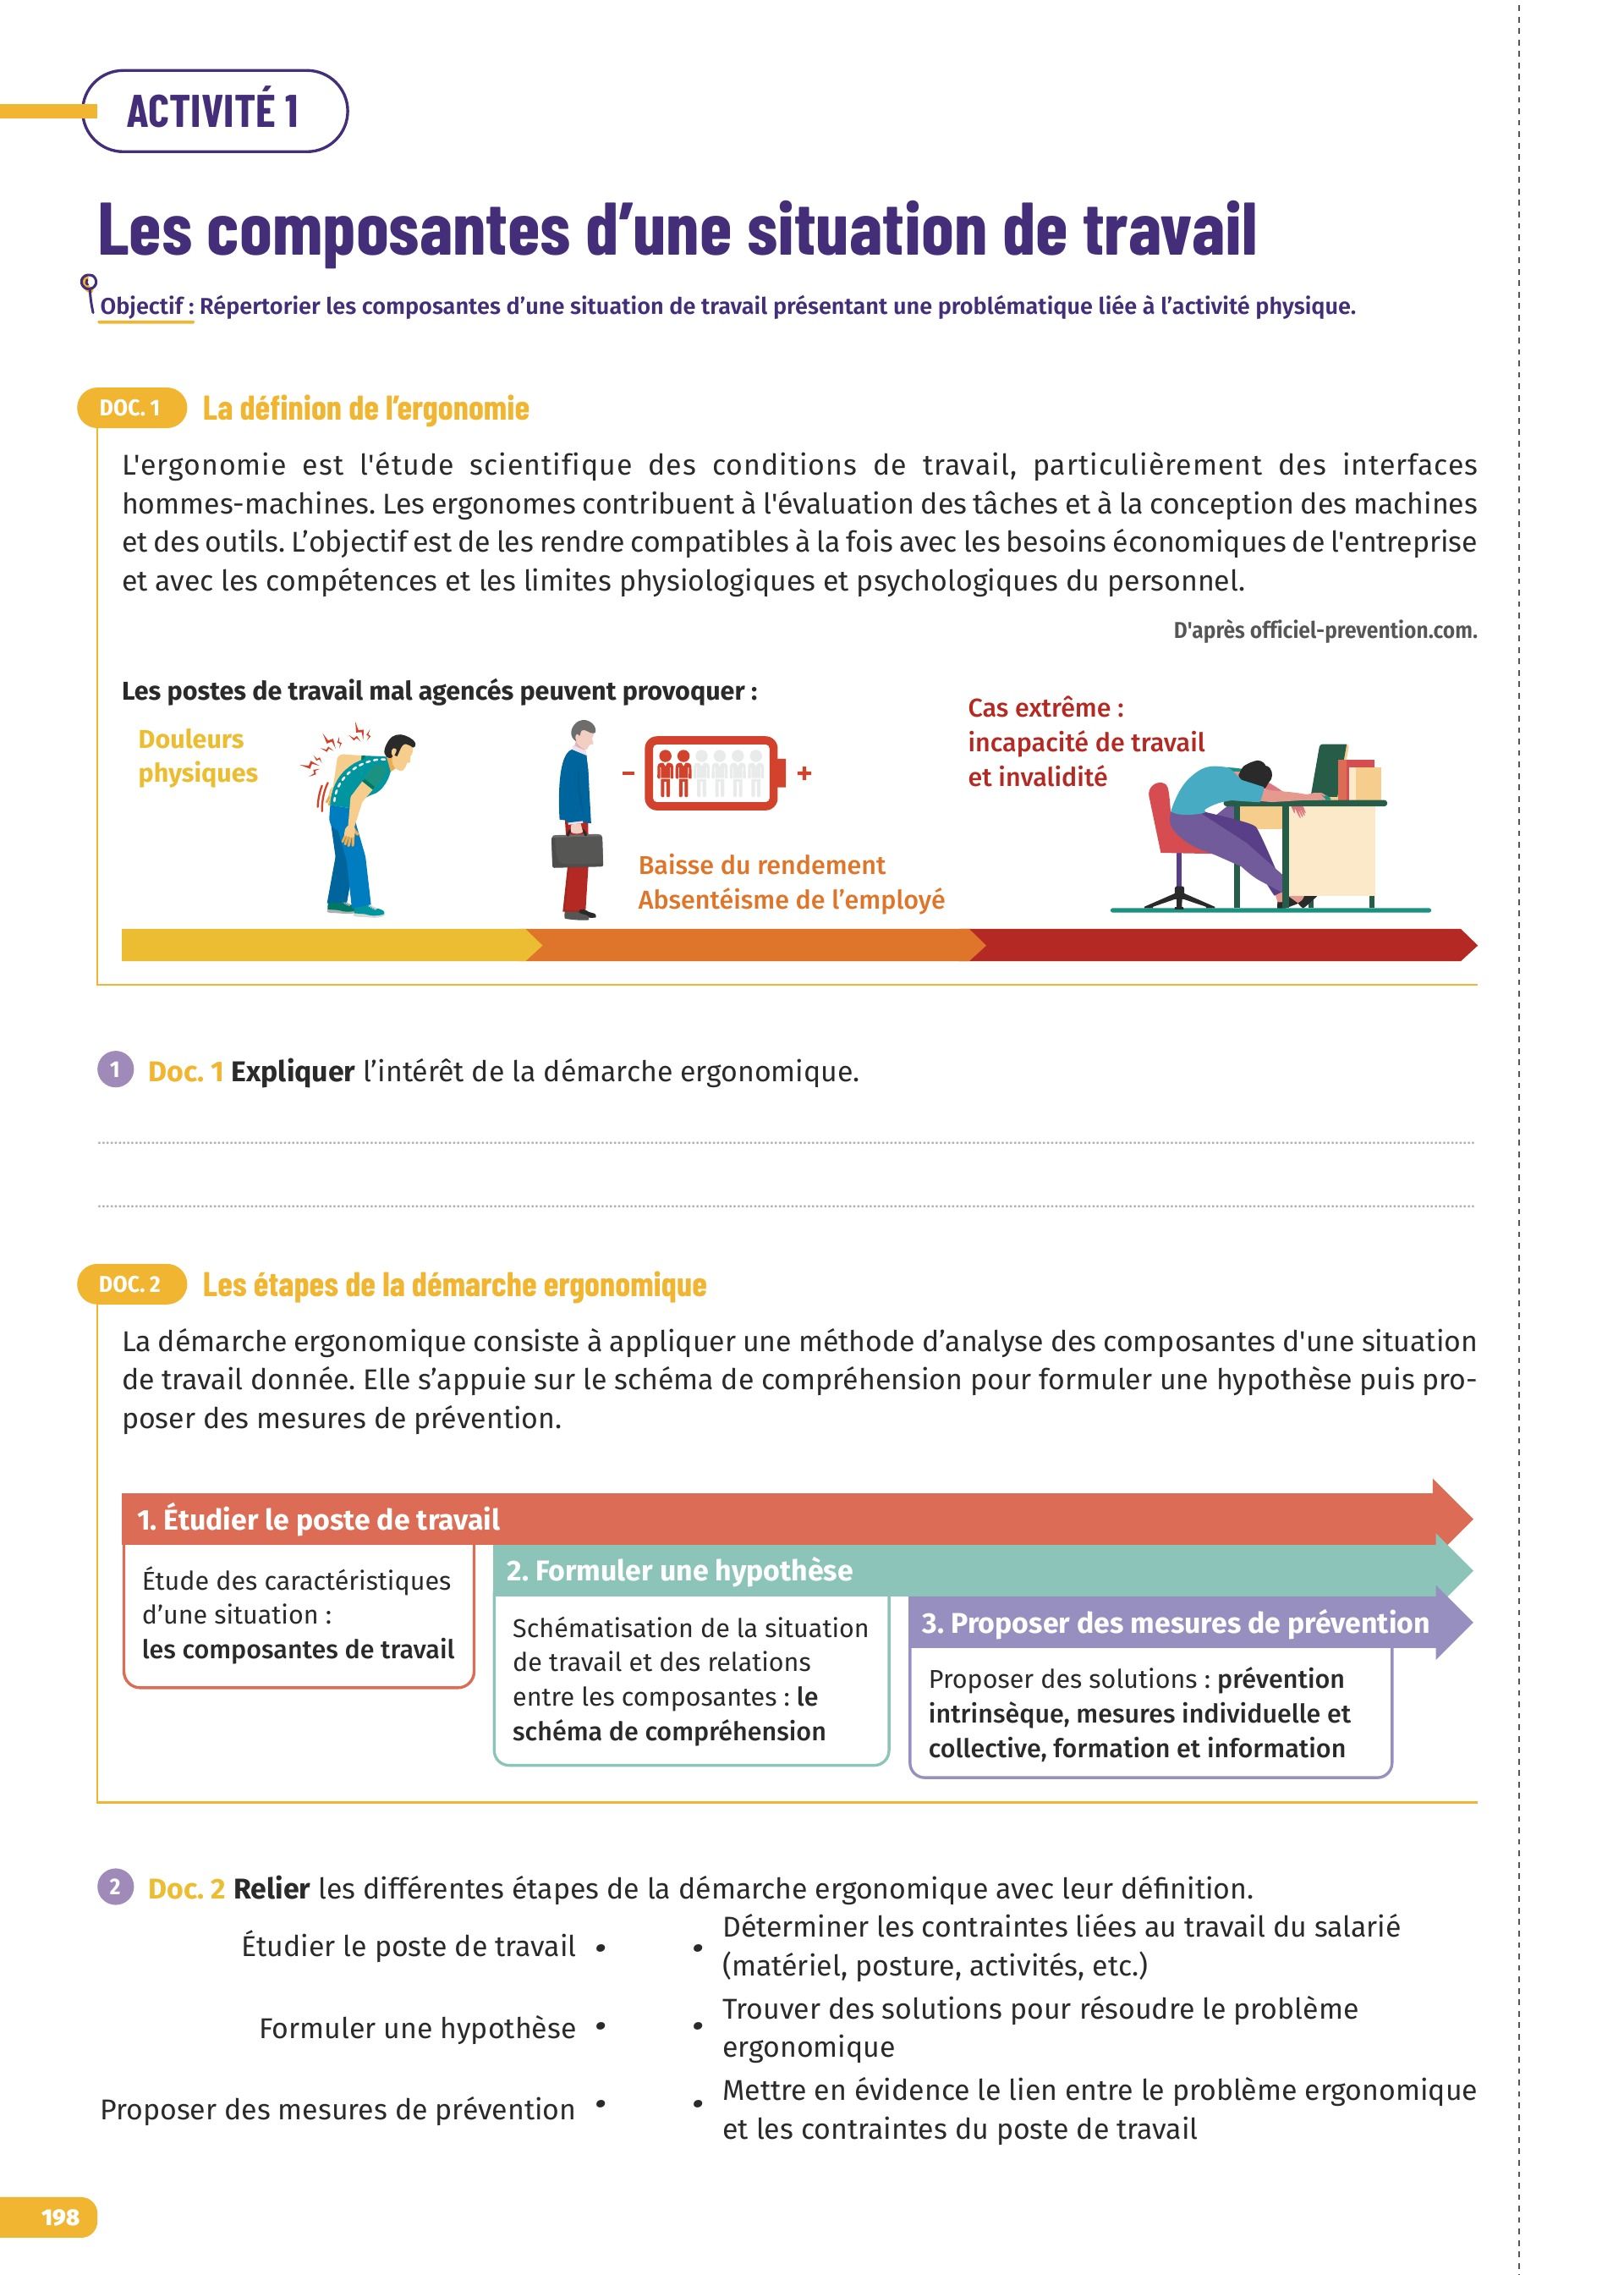 ACTIVITÉ 1
Les composantes d’une situation de travail
Objectif : Répertorier les composantes d’une situation de travail présentant une problématique liée à l’activité physique.
DOC. 1 La définion de l’ergonomie
L'ergonomie est l'étude scientifique des conditions de travail, particulièrement des interfaces
hommes-machines. Les ergonomes contribuent à l'évaluation des tâches et à la conception des machines
et des outils. L’objectif est de les rendre compatibles à la fois avec les besoins économiques de l'entreprise
et avec les compétences et les limites physiologiques et psychologiques du personnel.
D'après officiel-prevention.com.
Les postes de travail mal agencés peuvent provoquer :
Douleurs
physiques
- +
Baisse du rendement
Absentéisme de l’employé
Cas extrême :
incapacité de travail
et invalidité
1 Doc. 1 Expliquer l’intérêt de la démarche ergonomique.
DOC. 2 Les étapes de la démarche ergonomique
La démarche ergonomique consiste à appliquer une méthode d’analyse des composantes d'une situation
de travail donnée. Elle s’appuie sur le schéma de compréhension pour formuler une hypothèse puis pro-
poser des mesures de prévention.
1. Étudier le poste de travail
Étude des caractéristiques
d’une situation :
les composantes de travail
2. Formuler une hypothèse
Schématisation de la situation
de travail et des relations
entre les composantes : le
schéma de compréhension
3. Proposer des mesures de prévention
Proposer des solutions : prévention
intrinsèque, mesures individuelle et
collective, formation et information
2 Doc. 2 Relier les différentes étapes de la démarche ergonomique avec leur définition.
Étudier le poste de travail •
• Déterminer les contraintes liées au travail du salarié
(matériel, posture, activités, etc.)
Formuler une hypothèse •
• Trouver des solutions pour résoudre le problème
ergonomique
Proposer des mesures de prévention •
• Mettre en évidence le lien entre le problème ergonomique
et les contraintes du poste de travail
198